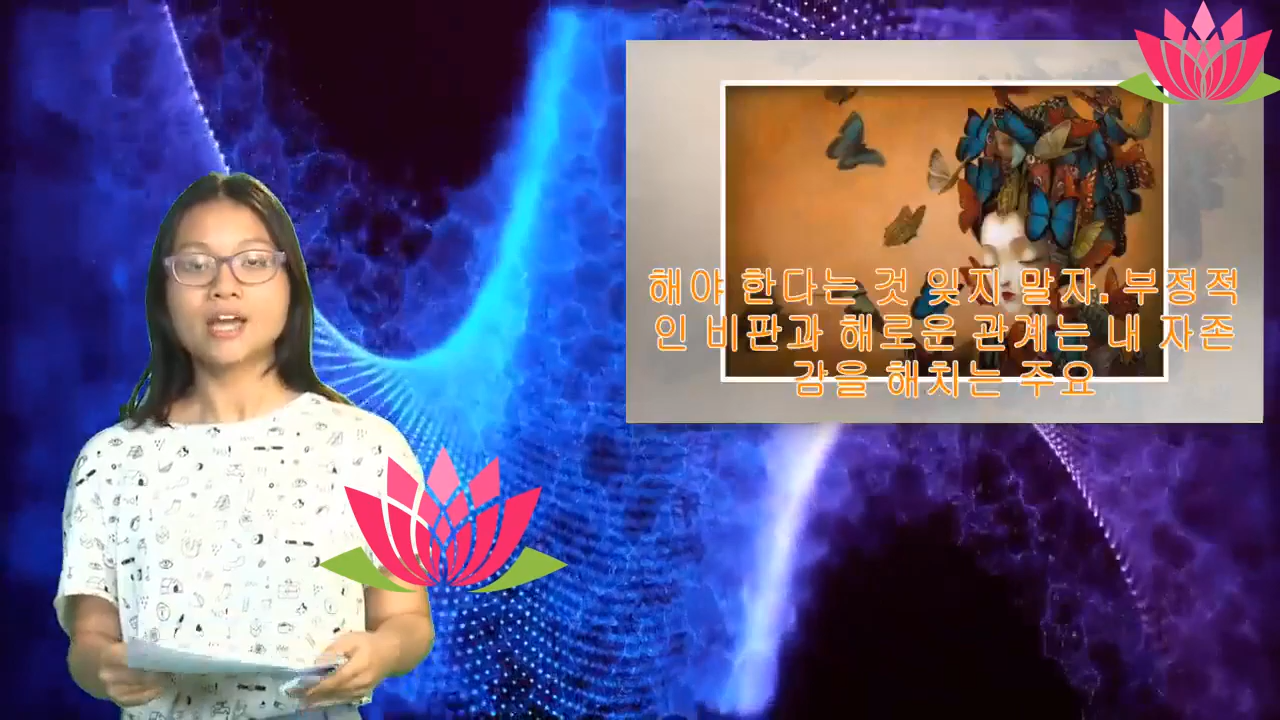 해야 한다는 것 잊지 말자. 부정적
인 비판과 해로운 관계는 내 자존
감을 해치는 주요